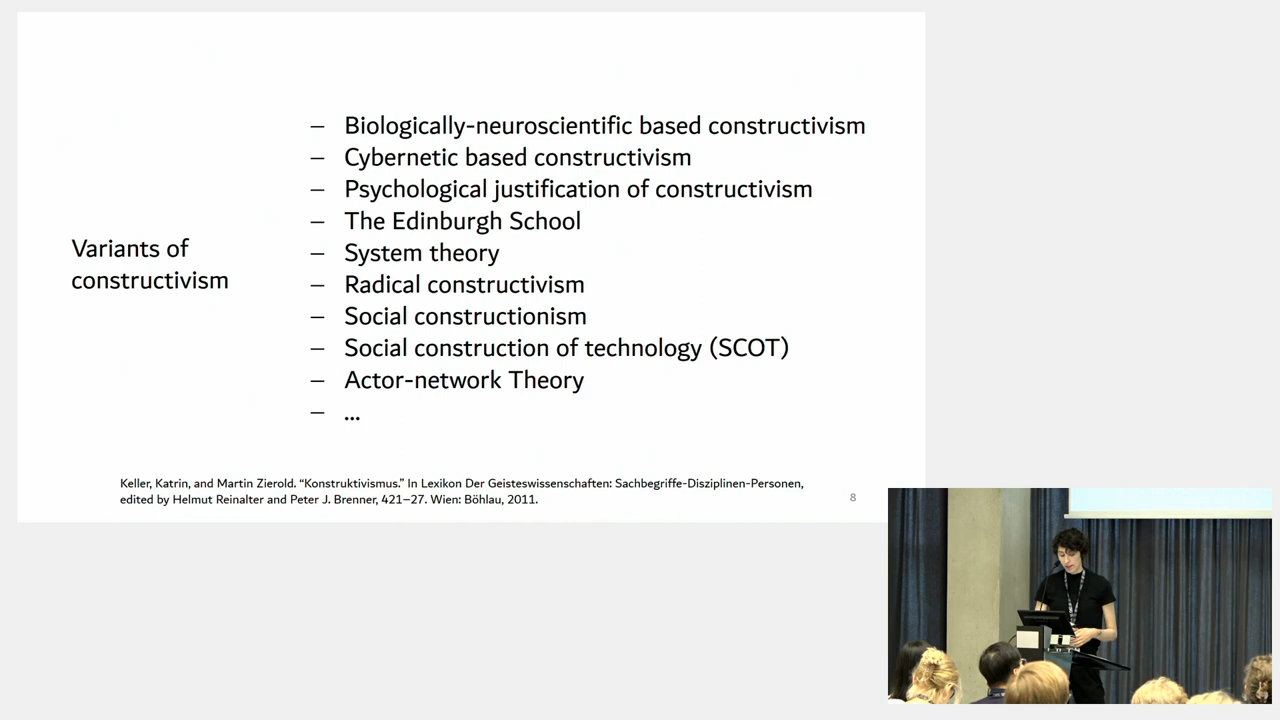 Variants of
constructivism
– Biologically-neuroscientific based constructivism
– Cybernetic based constructivism
– Psychological justification of constructivism
– The Edinburgh School
– System theory
– Radical constructivism
– Social constructionism
– Social construction of technology (SCOT)
– Actor-network Theory
– ...
Keller, Katrin, and Martin Zierold. “Konstruktivismus.” In Lexikon Der Geisteswissenschaften: Sachbegriffe-Disziplinen-Personen,
edited by Helmut Reinalter and Peter J. Brenner, 421–27. Wien: Böhlau, 2011.
8